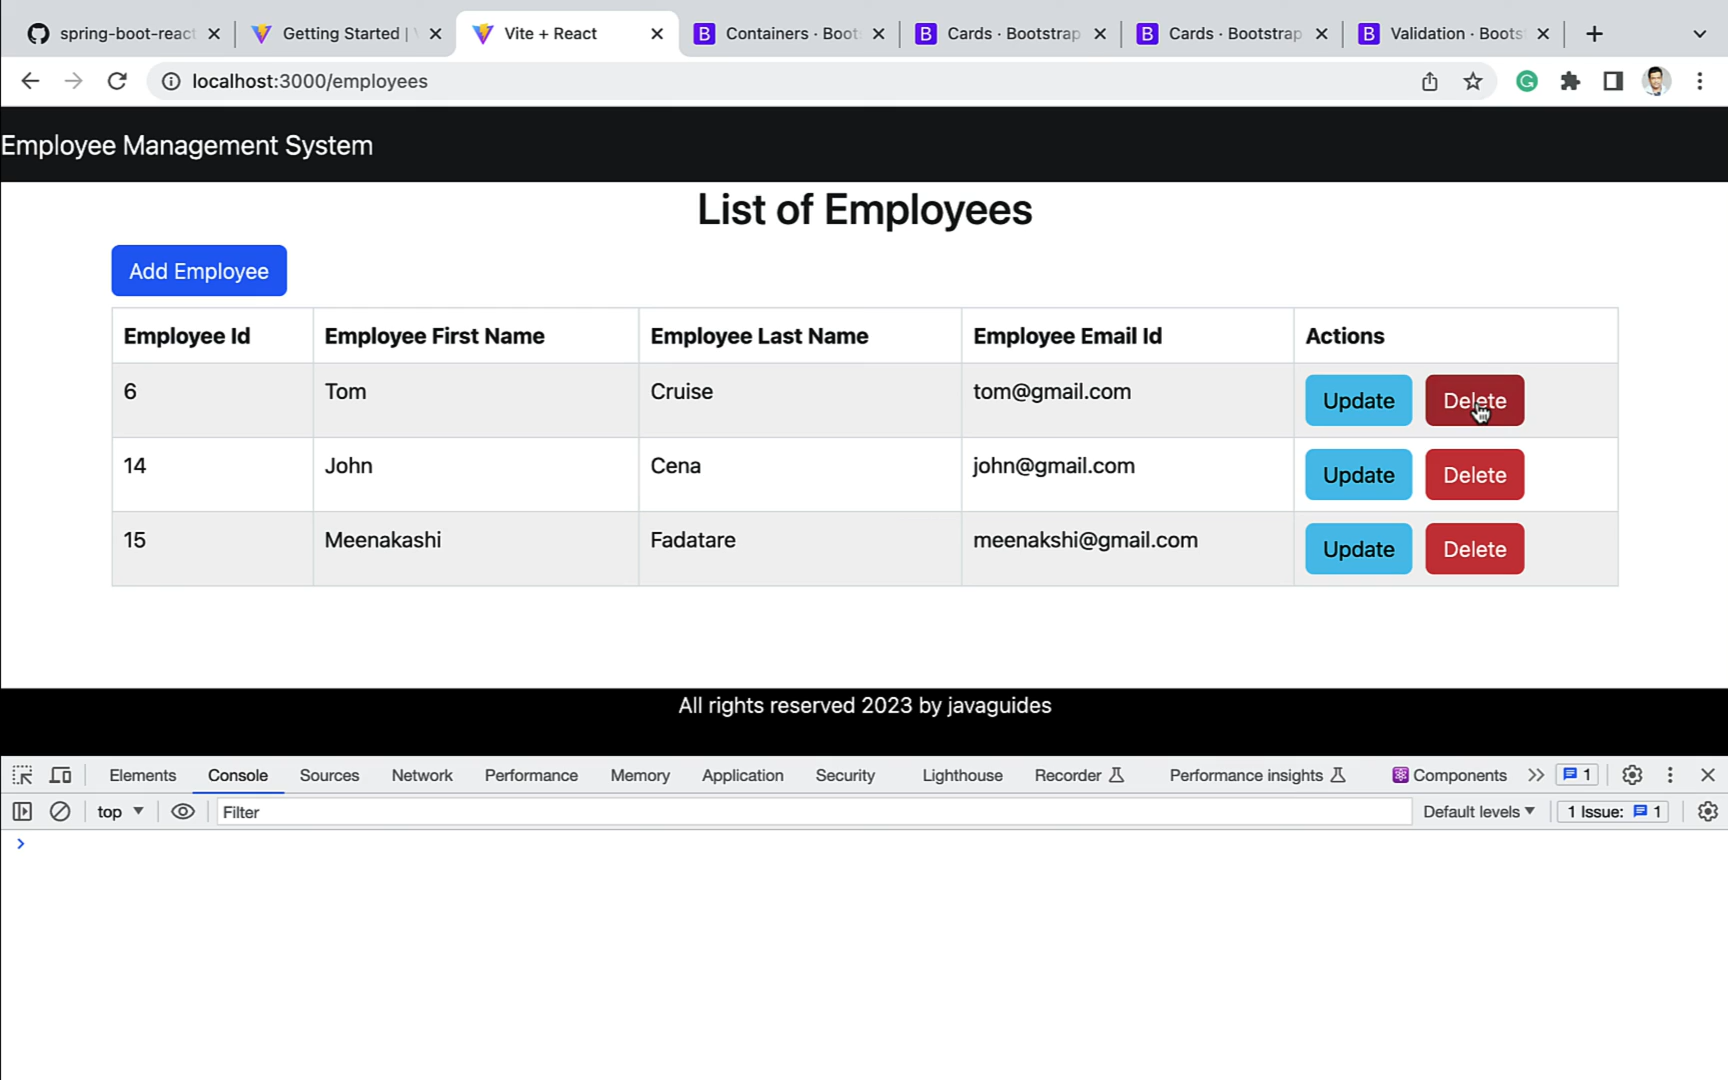 spring-boot-react
Getting Started |
Vite + React
Containers · Boot
Cards · Bootstrap
Cards · Bootstrap
Validation · Boots
localhost:3000/employees
Employee Management System
List of Employees
Add Employee
Employee Id Employee First Name Employee Last Name Employee Email Id Actions
6 Tom Cruise tom@gmail.com Update Delete
14 John Cena john@gmail.com Update Delete
15 Meenakashi Fadatare meenakshi@gmail.com Update Delete
All rights reserved 2023 by javaguides
Elements Console Sources Network Performance Memory Application Security Lighthouse Recorder Performance insights Components 1
top Filter Default levels 1 Issue: 1